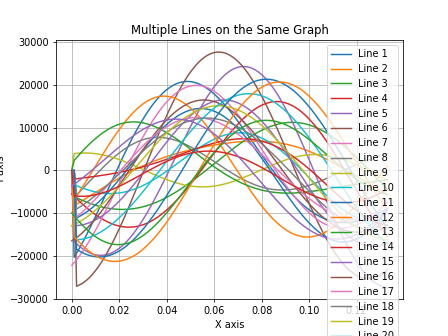 Multiple Lines on the Same Graph
30000
20000
10000
0
−10000
−20000
−30000
0.00
0.02
0.04
0.06
0.08
0.10
X axis
Line 1
Line 2
Line 3
Line 4
Line 5
Line 6
Line 7
Line 8
Line 9
Line 10
Line 11
Line 12
Line 13
Line 14
Line 15
Line 16
Line 17
Line 18
Line 19
Line 20